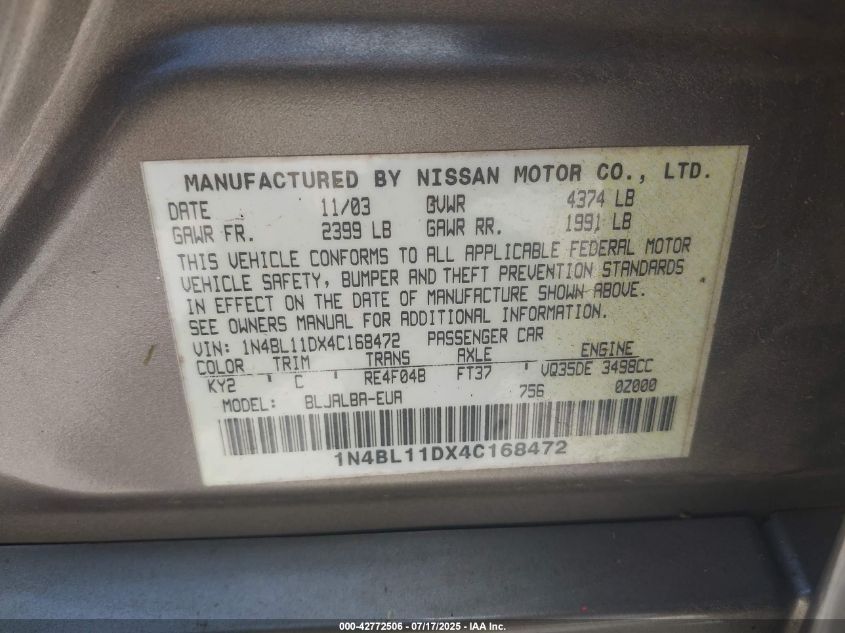 MANUFACTURED BY NISSAN MOTOR CO., LTD.
DATE 11/03 GVWR 4374 LB
GAWR FR. 2399 LB GAWR RR. 1991 LB
THIS VEHICLE CONFORMS TO ALL APPLICABLE FEDERAL MOTOR
VEHICLE SAFETY, BUMPER AND THEFT PREVENTION STANDARDS
IN EFFECT ON THE DATE OF MANUFACTURE SHOWN ABOVE.
SEE OWNERS MANUAL FOR ADDITIONAL INFORMATION.
VIN: 1N4BL11DX4C168472 PASSENGER CAR
COLOR TRIM TRANS AXLE ENGINE
KY2 C RE4F04B FT37 VQ35DE 3498CC
MODEL: BLJALBA-EUA 756 0Z000
1N4BL11DX4C168472
000-42772506 - 07/17/2025 - IAA Inc.